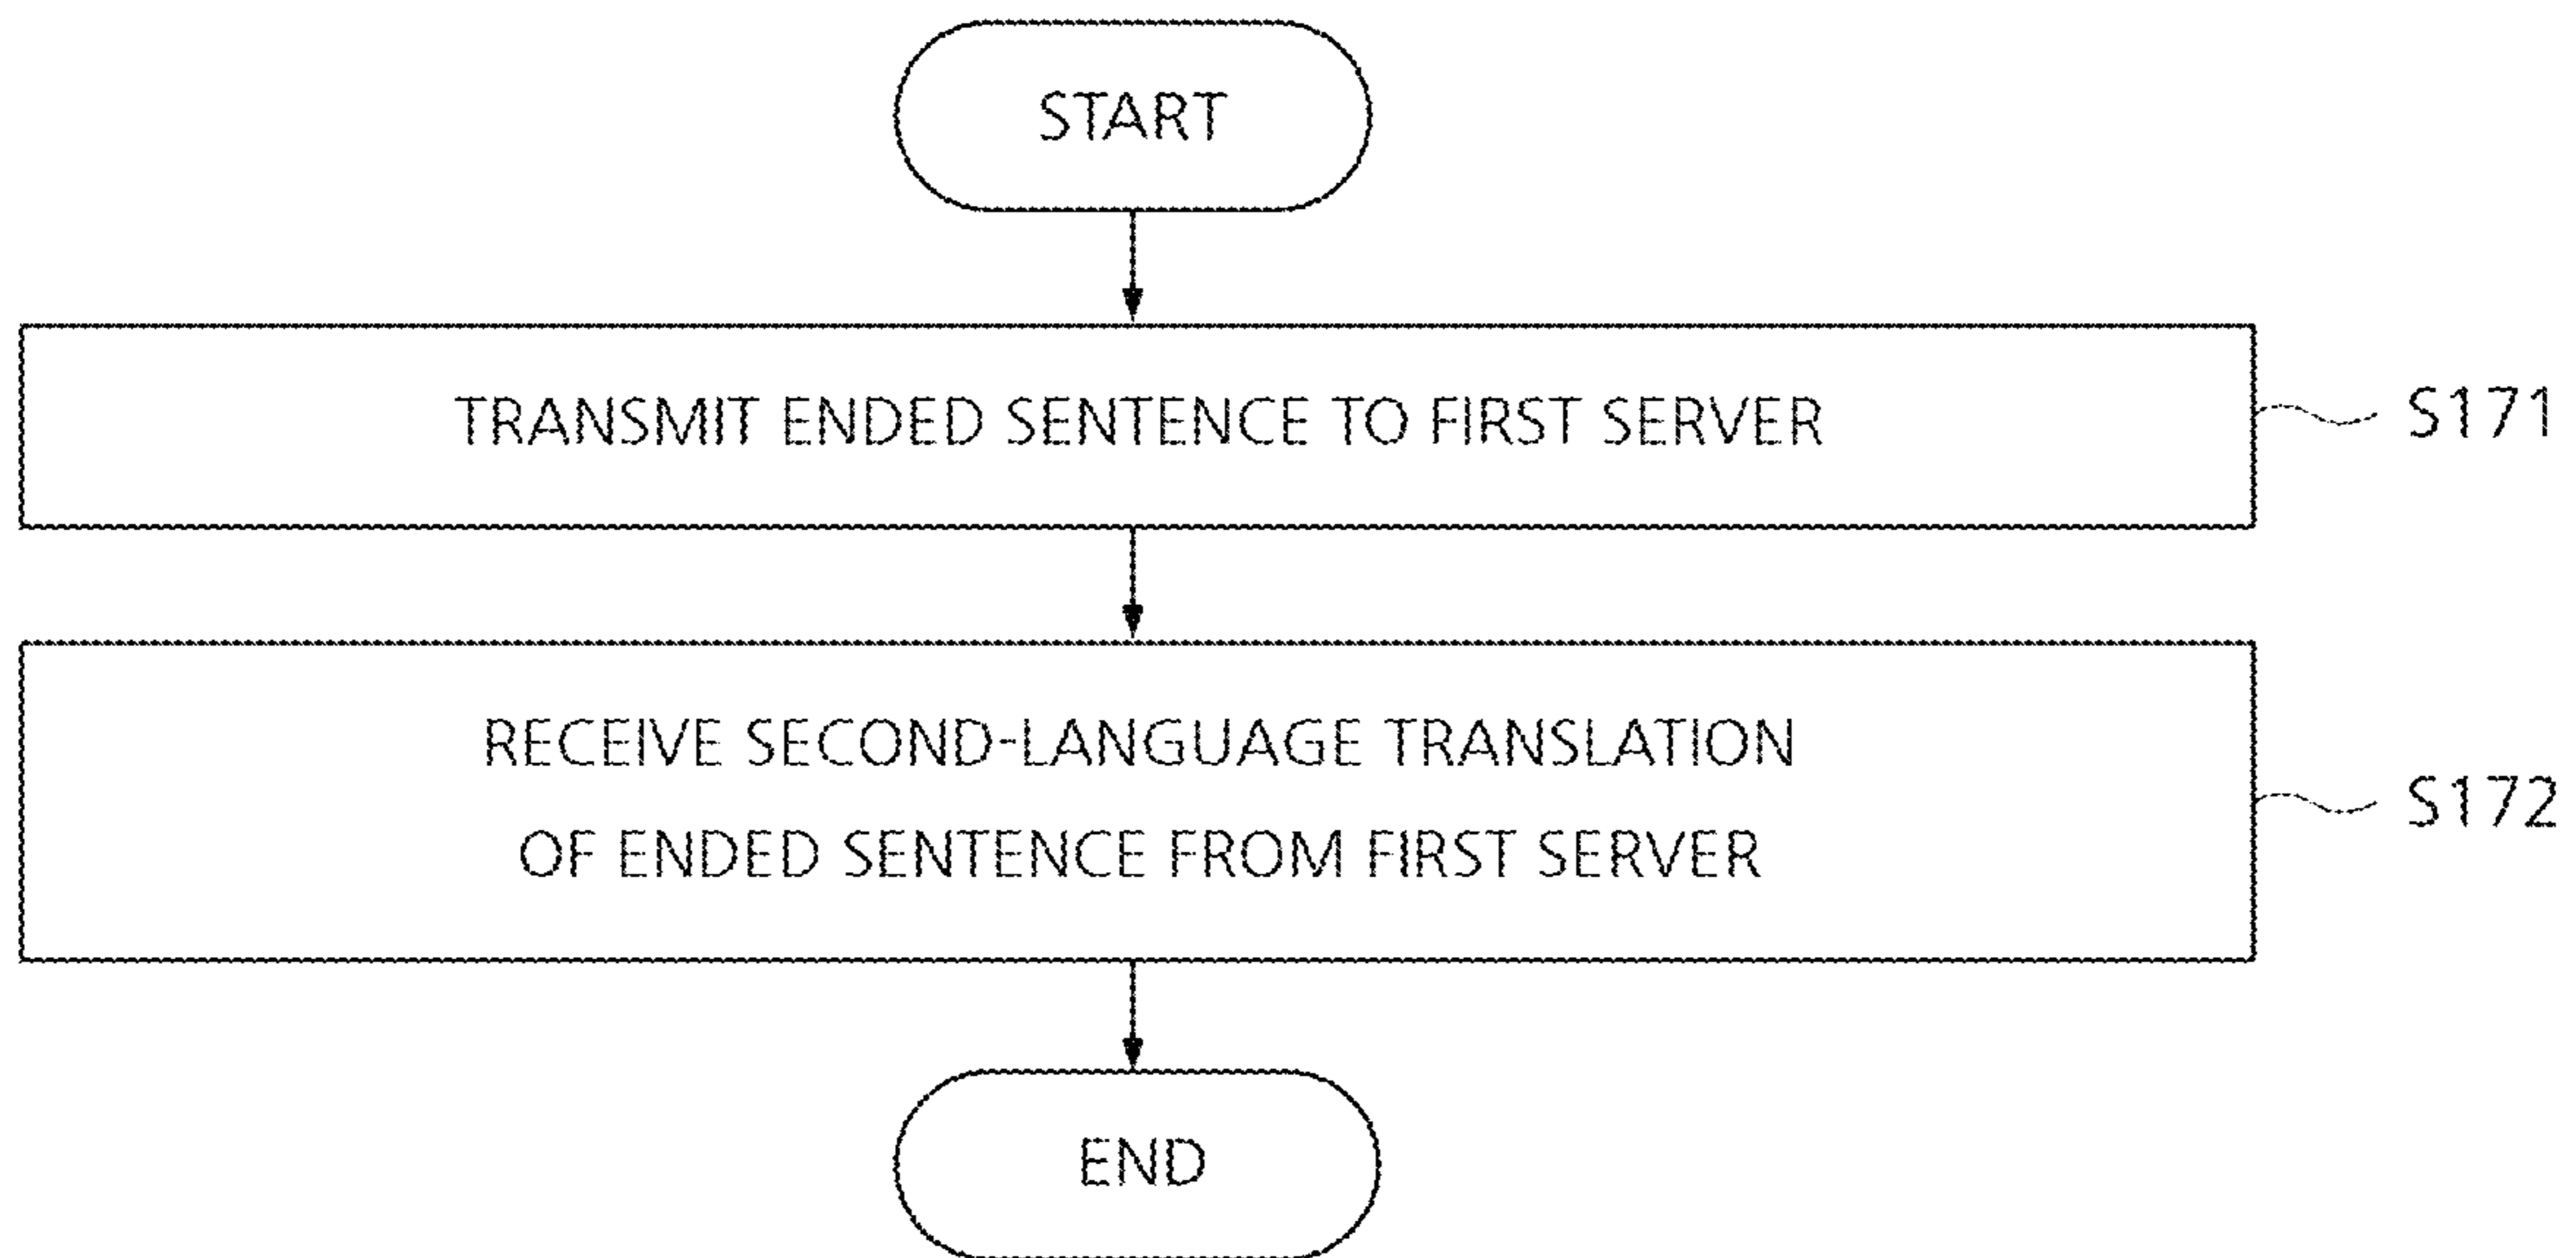 START
TRANSMIT ENDED SENTENCE TO FIRST SERVER
S171
RECEIVE SECOND-LANGUAGE TRANSLATION
OF ENDED SENTENCE FROM FIRST SERVER
S172
END